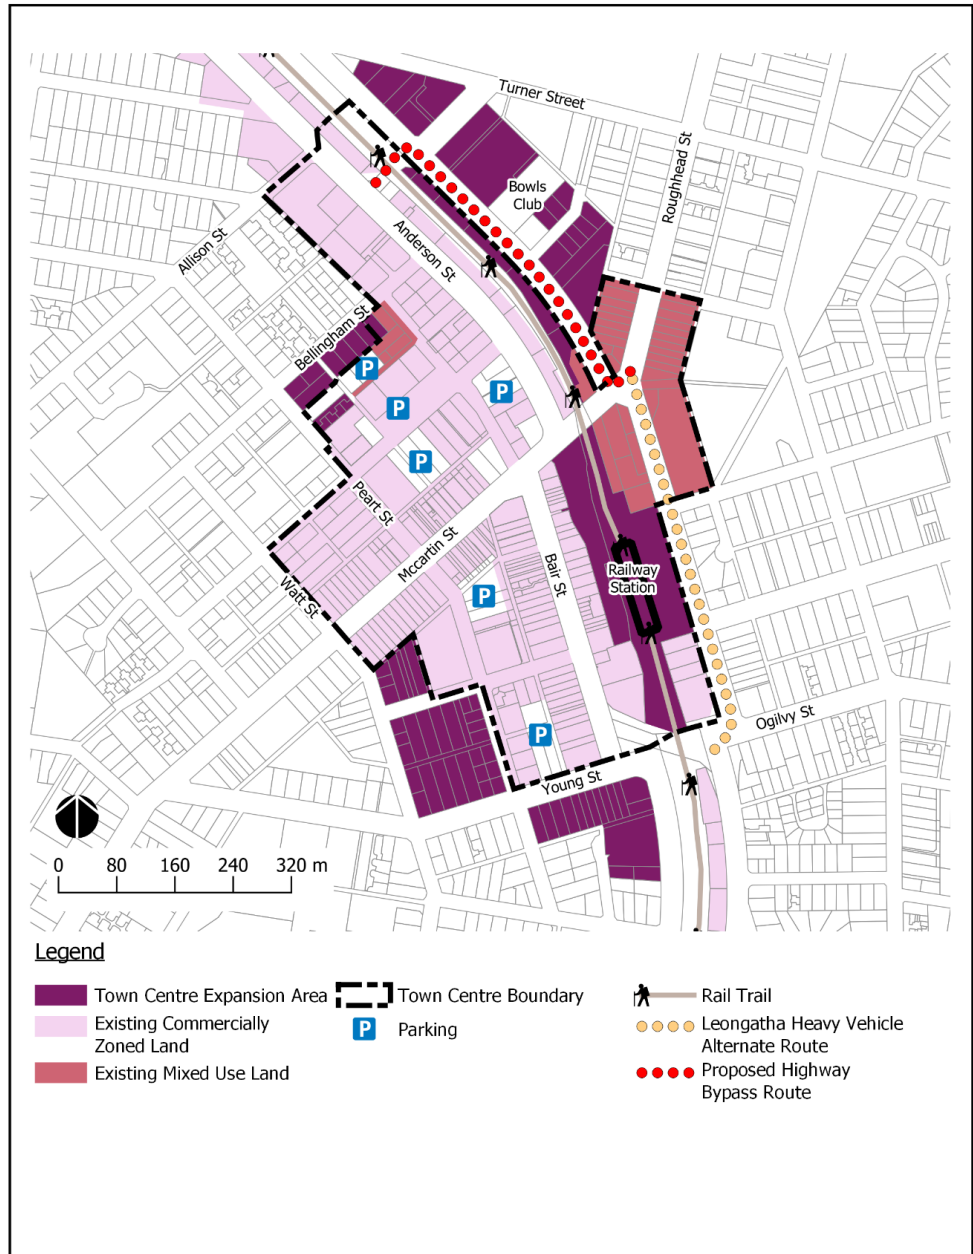 Turner Street
Roughhead St
Bowls
Club
Allison St
Anderson St
Bellingham St
P
P
P
P
Peart St
Mccartin St
Bair St
Railway
Station
P
Watt St
Ogilvy St
P
Young St
0 80 160 240 320 m
Legend
Town Centre Expansion Area
Existing Commercially
Zoned Land
Existing Mixed Use Land
Town Centre Boundary
P Parking
Rail Trail
Leongatha Heavy Vehicle
Alternate Route
Proposed Highway
Bypass Route